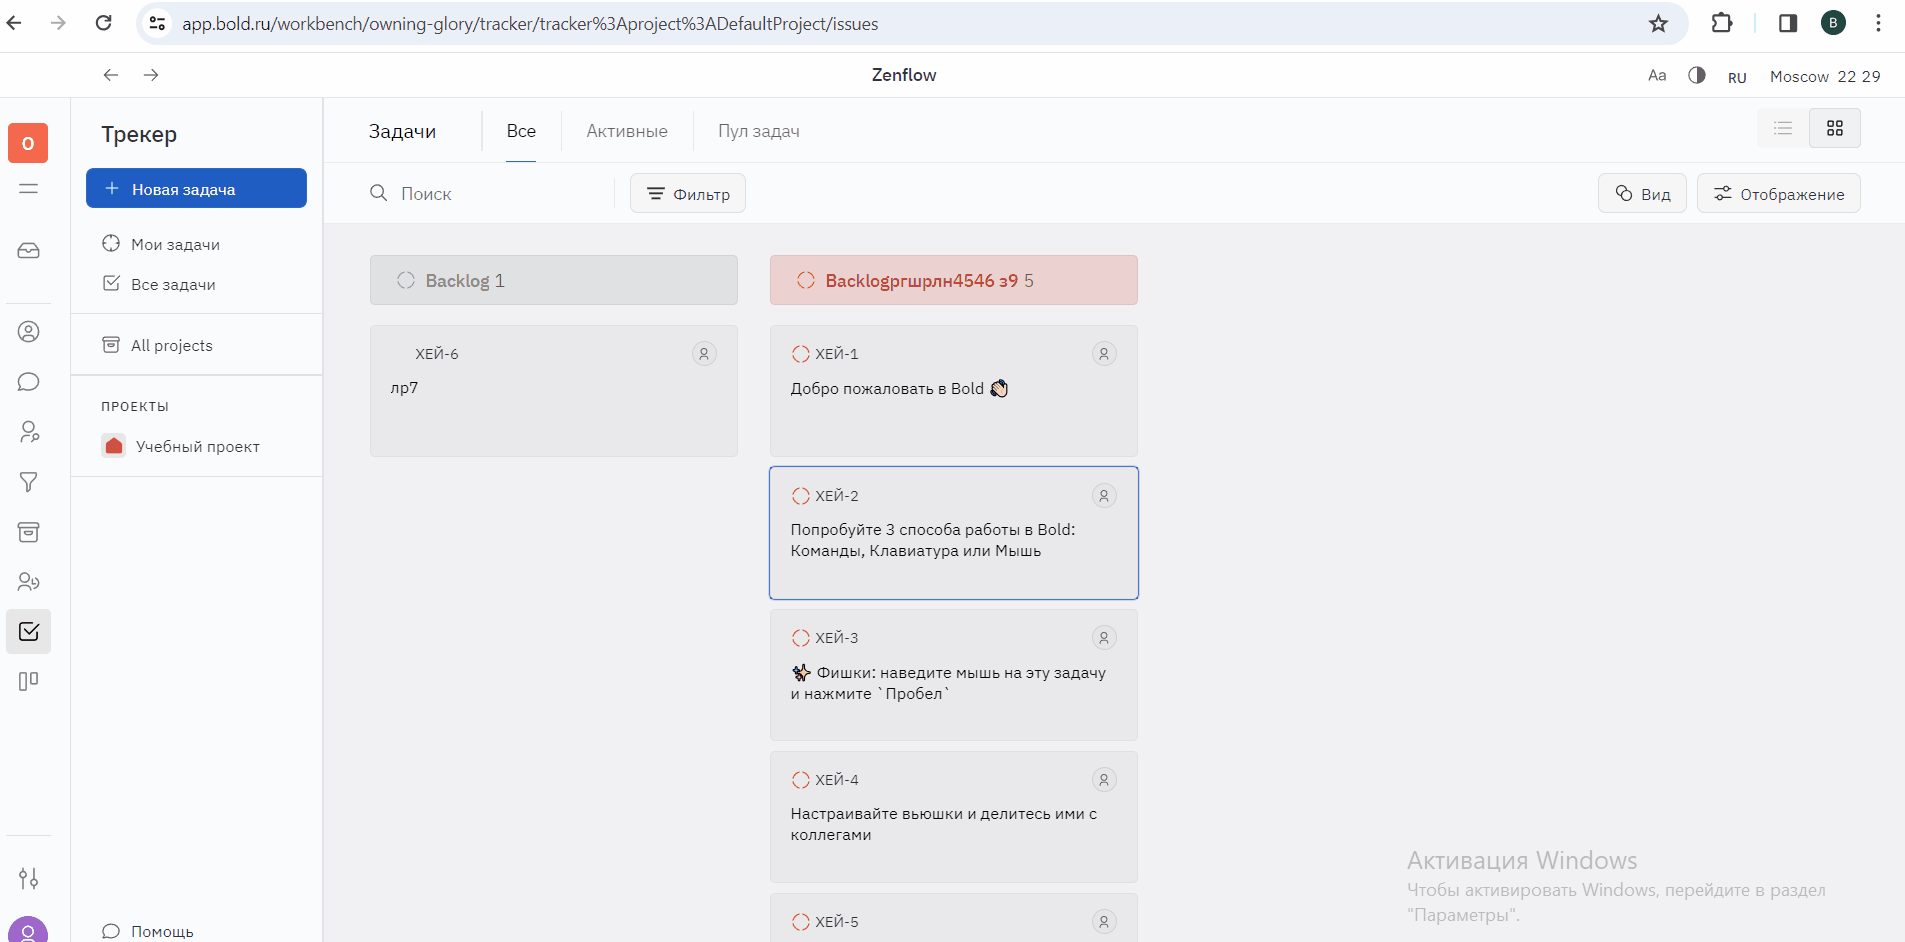 app.bold.ru/workbench/owning-glory/tracker/tracker%3Aproject%3ADefaultProject/issues
B
Zenflow
Aa
RU
Moscow 22 29
O
Трекер
Новая задача
Мои задачи
Все задачи
All projects
ПРОЕКТЫ
Учебный проект
Помощь
Задачи
Все
Активные
Пул задач
Поиск
Фильтр
Вид
Отображение
Backlog 1
ХЕЙ-6
лр7
Backlogргшрлн4546 з9 5
ХЕЙ-1
Добро пожаловать в Bold 👋🏻
ХЕЙ-2
Попробуйте 3 способа работы в Bold:
Команды, Клавиатура или Мышь
ХЕЙ-3
✨ Фишки: наведите мышь на эту задачу
и нажмите `Пробел`
ХЕЙ-4
Настраивайте вьюшки и делитесь ими с
коллегами
ХЕЙ-5
Активация Windows
Чтобы активировать Windows, перейдите в раздел
"Параметры".